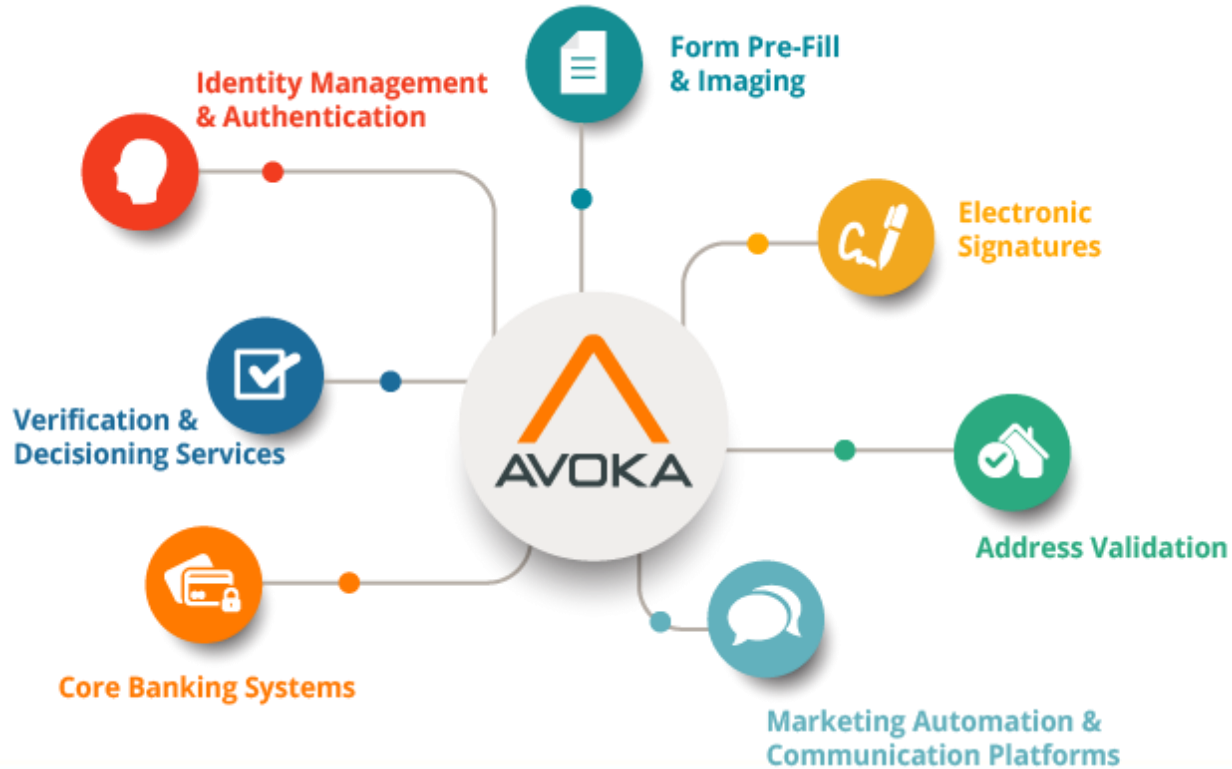 Form Pre-Fill
& Imaging
Identity Management
& Authentication
Electronic
Signatures
Verification &
Decisioning Services
AVOKA
Address Validation
Core Banking Systems
Marketing Automation &
Communication Platforms